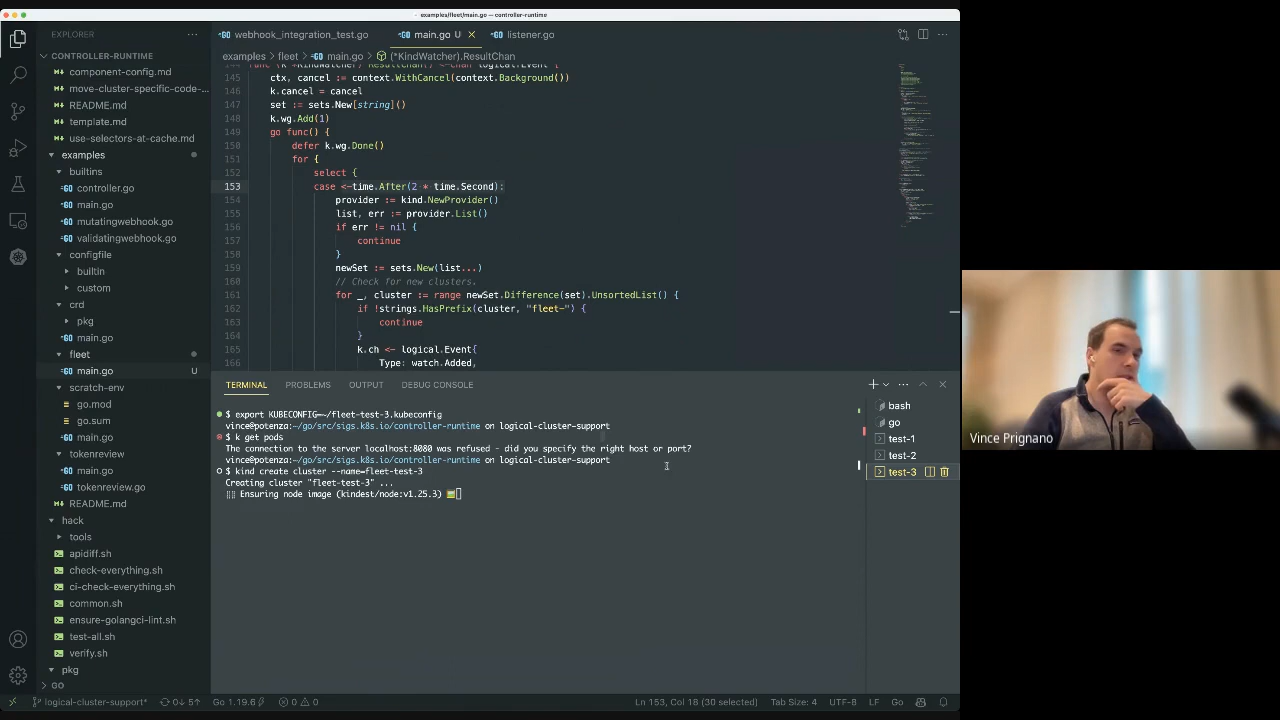 examples/fleet/main.go — controller-runtime
EXPLORER
CONTROLLER-RUNTIME
component-config.md
move-cluster-specific-code-...
README.md
template.md
use-selectors-at-cache.md
examples
builtins
controller.go
main.go
mutatingwebhook.go
validatingwebhook.go
configfile
builtin
custom
crd
pkg
main.go
fleet
main.go U
scratch-env
go.mod
go.sum
main.go
tokenreview
main.go
tokenreview.go
README.md
hack
tools
apidiff.sh
check-everything.sh
ci-check-everything.sh
common.sh
ensure-golangci-lint.sh
test-all.sh
verify.sh
pkg
GO
webhook_integration_test.go
main.go U
listener.go
examples > fleet > main.go > (*KindWatcher).ResultChan
145 ctx, cancel := context.WithCancel(context.Background())
146 k.cancel = cancel
147 set := sets.New[string]()
148 k.wg.Add(1)
149 go func() {
150 defer k.wg.Done()
151 for {
152 select {
153 case <-time.After(2 * time.Second):
154 provider := kind.NewProvider()
155 list, err := provider.List()
156 if err != nil {
157 continue
158 }
159 newSet := sets.New(list...)
160 // Check for new clusters.
161 for _, cluster := range newSet.Difference(set).UnsortedList() {
162 if !strings.HasPrefix(cluster, "fleet-") {
163 continue
164 }
165 k.ch <- logical.Event{
166 Type: watch.Added,
TERMINAL PROBLEMS OUTPUT DEBUG CONSOLE
$ export KUBECONFIG=~/fleet-test-3.kubeconfig
vince@potenza:~/go/src/sigs.k8s.io/controller-runtime on logical-cluster-support
$ k get pods
The connection to the server localhost:8080 was refused - did you specify the right host or port?
vince@potenza:~/go/src/sigs.k8s.io/controller-runtime on logical-cluster-support
$ kind create cluster --name=fleet-test-3
Creating cluster "fleet-test-3" ...
Ensuring node image (kindest/node:v1.25.3)
bash
go
test-1
test-2
test-3
Vince Prignano
logical-cluster-support* 0↓ 5↑ Go 1.19.6 0 0 Ln 153, Col 18 (30 selected) Tab Size: 4 UTF-8 LF Go